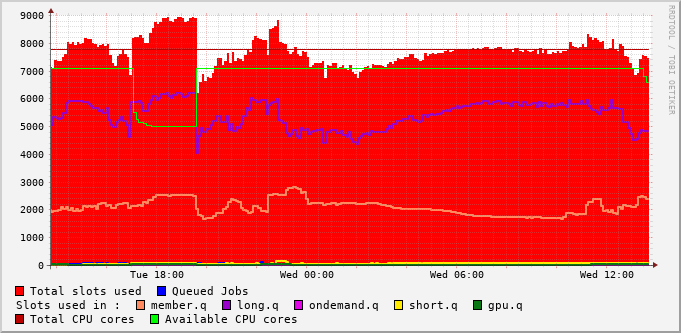 9000
8000
7000
6000
5000
4000
3000
2000
1000
0
Tue 18:00 Wed 00:00 Wed 06:00 Wed 12:00
RRDTOOL / TOBI OETIKER
Total slots used Queued Jobs
Slots used in : member.q long.q ondemand.q short.q gpu.q
Total CPU cores Available CPU cores